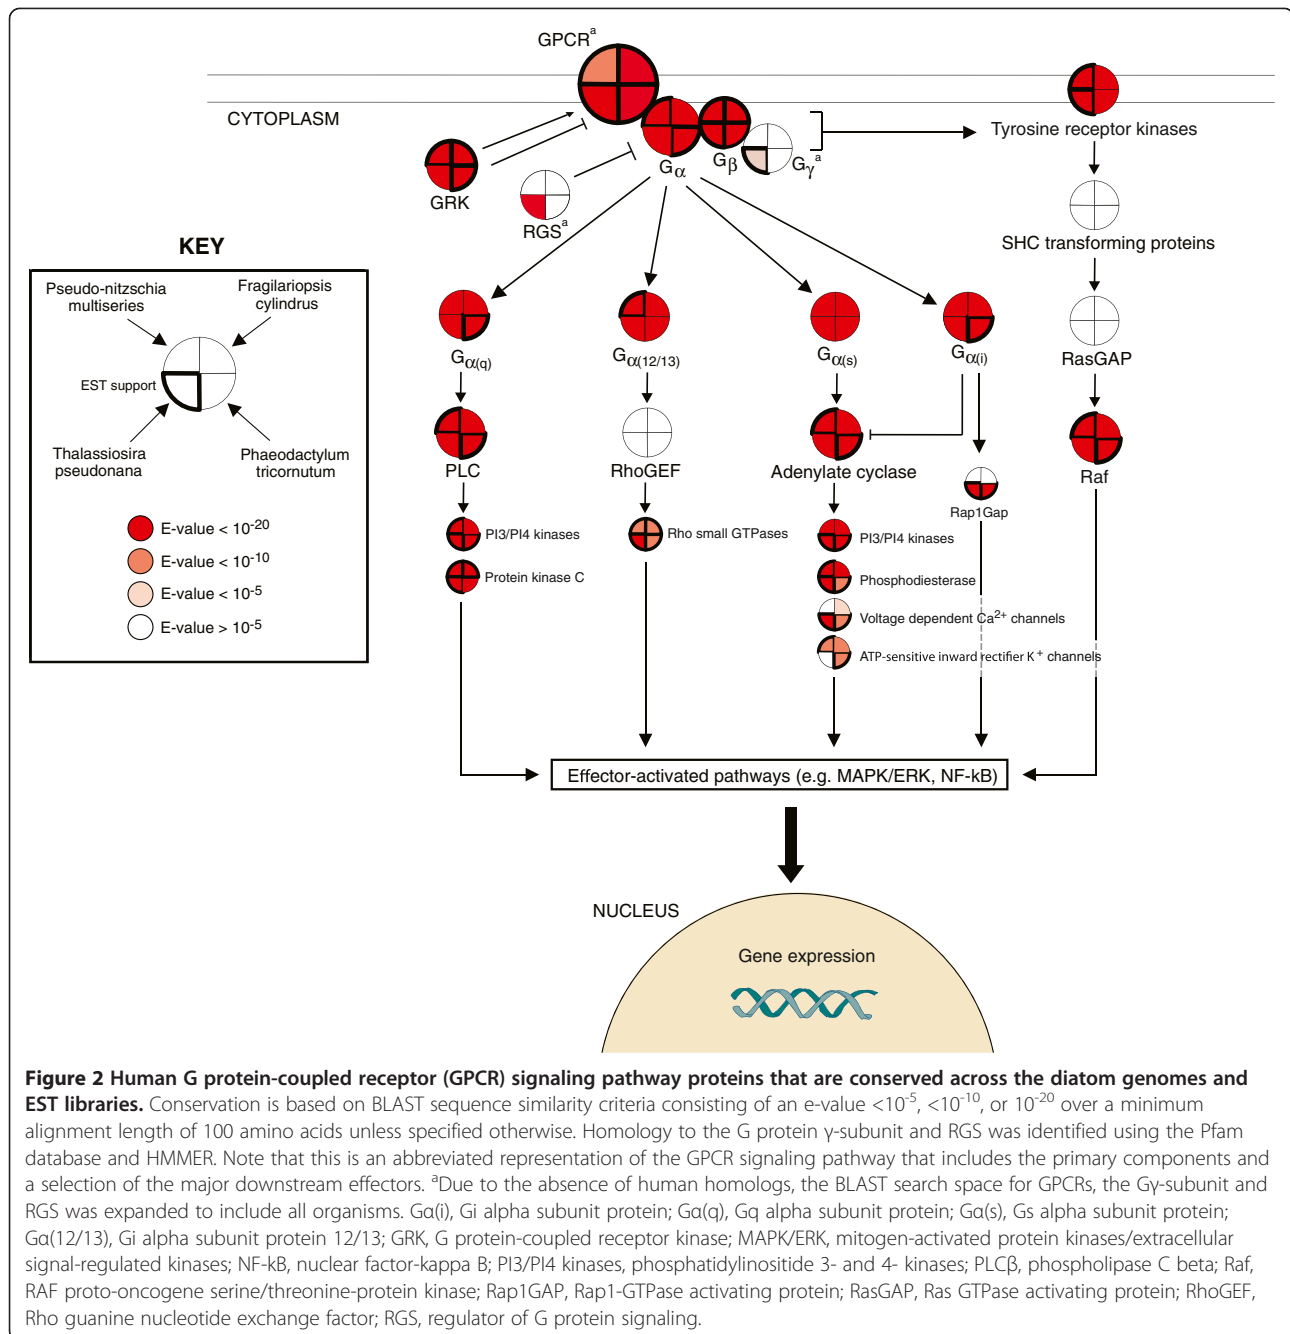 GPCRa
CYTOPLASM
Tyrosine receptor kinases
Gβ
Gγa
Gα
GRK
RGSa
SHC transforming proteins
KEY
Pseudo-nitzschia
multiseries
Fragilariopsis
cylindrus
EST support
Thalassiosira
pseudonana
Phaeodactylum
tricornutum
E-value < 10-20
E-value < 10-10
E-value < 10-5
E-value > 10-5
Gα(q)
Gα(12/13)
Gα(s)
Gα(i)
RasGAP
PLC
RhoGEF
Adenylate cyclase
Rap1Gap
Raf
PI3/PI4 kinases
Protein kinase C
Rho small GTPases
PI3/PI4 kinases
Phosphodiesterase
Voltage dependent Ca2+ channels
ATP-sensitive inward rectifier K+ channels
Effector-activated pathways (e.g. MAPK/ERK, NF-kB)
NUCLEUS
Gene expression
Figure 2 Human G protein-coupled receptor (GPCR) signaling pathway proteins that are conserved across the diatom genomes and
EST libraries. Conservation is based on BLAST sequence similarity criteria consisting of an e-value <10-5, <10-10, or 10-20 over a minimum
alignment length of 100 amino acids unless specified otherwise. Homology to the G protein γ-subunit and RGS was identified using the Pfam
database and HMMER. Note that this is an abbreviated representation of the GPCR signaling pathway that includes the primary components and
a selection of the major downstream effectors. aDue to the absence of human homologs, the BLAST search space for GPCRs, the Gγ-subunit and
RGS was expanded to include all organisms. Gα(i), Gi alpha subunit protein; Gα(q), Gq alpha subunit protein; Gα(s), Gs alpha subunit protein;
Gα(12/13), Gi alpha subunit protein 12/13; GRK, G protein-coupled receptor kinase; MAPK/ERK, mitogen-activated protein kinases/extracellular
signal-regulated kinases; NF-kB, nuclear factor-kappa B; PI3/PI4 kinases, phosphatidylinositide 3- and 4- kinases; PLCβ, phospholipase C beta; Raf,
RAF proto-oncogene serine/threonine-protein kinase; Rap1GAP, Rap1-GTPase activating protein; RasGAP, Ras GTPase activating protein; RhoGEF,
Rho guanine nucleotide exchange factor; RGS, regulator of G protein signaling.